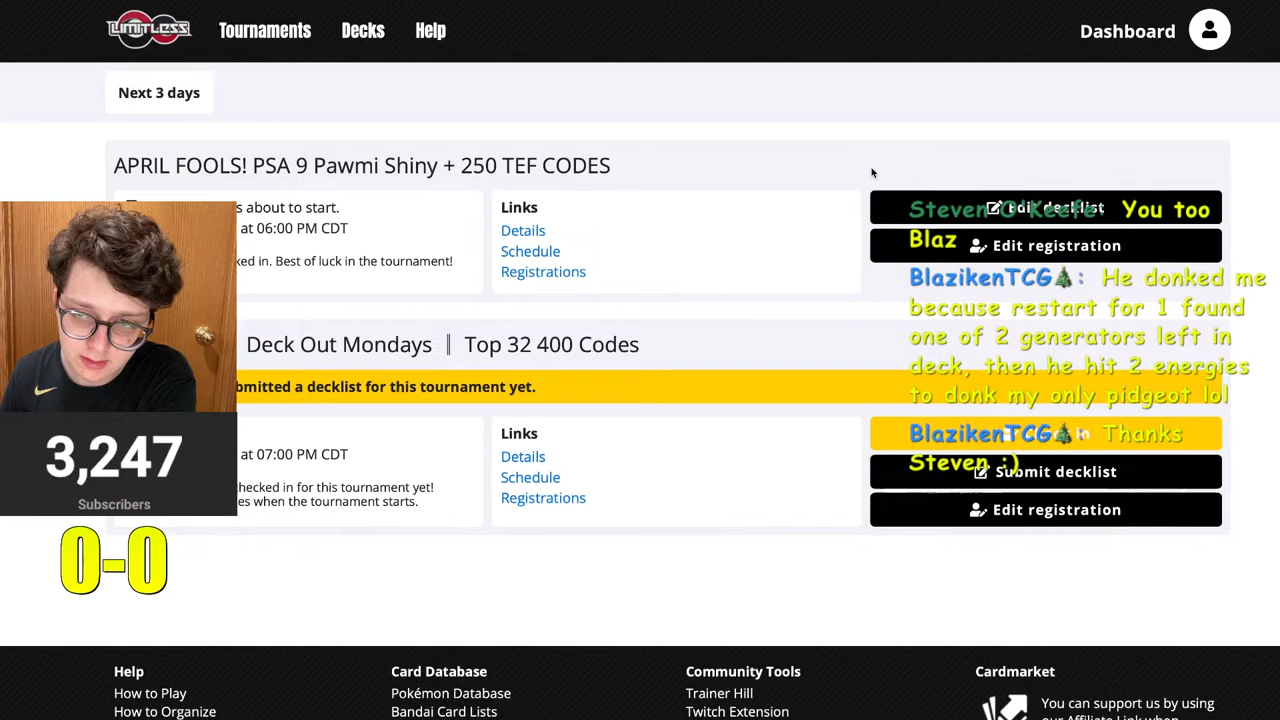 LIMITLESS
Tournaments
Decks
Help
Dashboard
Next 3 days
APRIL FOOLS! PSA 9 Pawmi Shiny + 250 TEF CODES
s about to start.
at 06:00 PM CDT
ked in. Best of luck in the tournament!
Links
Details
Schedule
Registrations
Edit decklist
Edit registration
Steven O'Keefe: You too
Blaz
BlazikenTCG🎄: He donked me
because restart for 1 found
one of 2 generators left in
deck, then he hit 2 energies
to donk my only pidgeot lol
BlazikenTCG🎄: Thanks
Steven :)
Deck Out Mondays ║ Top 32 400 Codes
bmitted a decklist for this tournament yet.
at 07:00 PM CDT
checked in for this tournament yet!
es when the tournament starts.
Links
Details
Schedule
Registrations
Submit decklist
Edit registration
3,247
Subscribers
0-0
Help
How to Play
How to Organize
Card Database
Pokémon Database
Bandai Card Lists
Community Tools
Trainer Hill
Twitch Extension
Cardmarket
You can support us by using